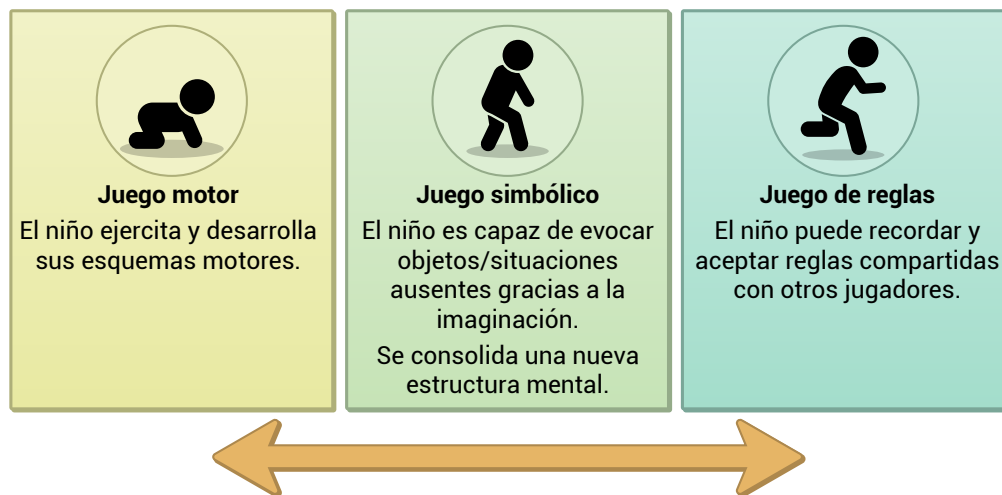 Juego motor
El niño ejercita y desarrolla
sus esquemas motores.
Juego simbólico
El niño es capaz de evocar
objetos/situaciones
ausentes gracias a la
imaginación.
Se consolida una nueva
estructura mental.
Juego de reglas
El niño puede recordar y
aceptar reglas compartidas
con otros jugadores.